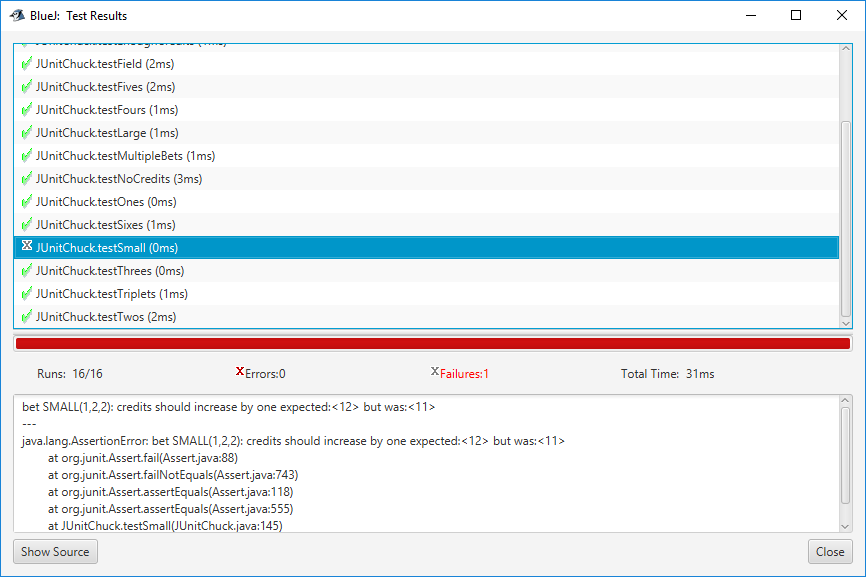 BlueJ: Test Results
JUnitChuck.testField (2ms)
JUnitChuck.testFives (2ms)
JUnitChuck.testFours (1ms)
JUnitChuck.testLarge (1ms)
JUnitChuck.testMultipleBets (1ms)
JUnitChuck.testNoCredits (3ms)
JUnitChuck.testOnes (0ms)
JUnitChuck.testSixes (1ms)
JUnitChuck.testSmall (0ms)
JUnitChuck.testThrees (0ms)
JUnitChuck.testTriplets (1ms)
JUnitChuck.testTwos (2ms)
Runs: 16/16 Errors:0 Failures:1 Total Time: 31ms
bet SMALL(1,2,2): credits should increase by one expected:<12> but was:<11>
---
java.lang.AssertionError: bet SMALL(1,2,2): credits should increase by one expected:<12> but was:<11>
at org.junit.Assert.fail(Assert.java:88)
at org.junit.Assert.failNotEquals(Assert.java:743)
at org.junit.Assert.assertEquals(Assert.java:118)
at org.junit.Assert.assertEquals(Assert.java:555)
at JUnitChuck.testSmall(JUnitChuck.java:145)
Show Source Close